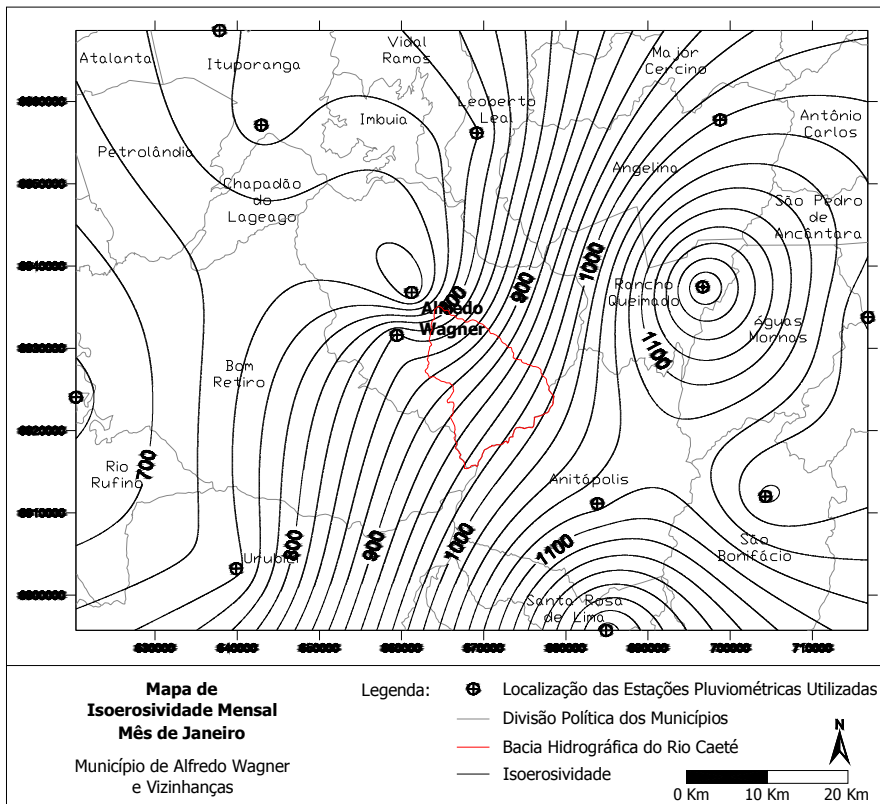 Atalanta
Ituporanga
Vidal
Ramos
Major
Cercino
Leoberto
Leal
Imbuia
Antônio
Carlos
Petrolândia
Angelina
Chapadão
do
Lageago
São Pedro
de
Ancântara
1000
900
800
Rancho
Queimado
Alfredo
Wagner
Águas
Mornas
1100
Bom
Retiro
700
Rio
Rufino
Anitápolis
800
900
1000
1100
Urubici
São
Bonifácio
Santa Rosa
de Lima
Mapa de
Isoerosividade Mensal
Mês de Janeiro
Município de Alfredo Wagner
e Vizinhanças
Legenda:
Localização das Estações Pluviométricas Utilizadas
Divisão Política dos Municípios
Bacia Hidrográfica do Rio Caeté
Isoerosividade
N
0 Km 10 Km 20 Km